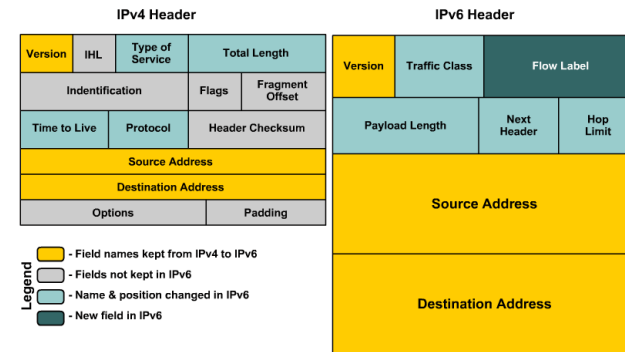 IPv4 Header
IPv6 Header
Version
IHL
Type of
Service
Total Length
Indentification
Flags
Fragment
Offset
Time to Live
Protocol
Header Checksum
Source Address
Destination Address
Options
Padding
Version
Traffic Class
Flow Label
Payload Length
Next
Header
Hop
Limit
Source Address
Destination Address
Legend
- Field names kept from IPv4 to IPv6
- Fields not kept in IPv6
- Name & position changed in IPv6
- New field in IPv6